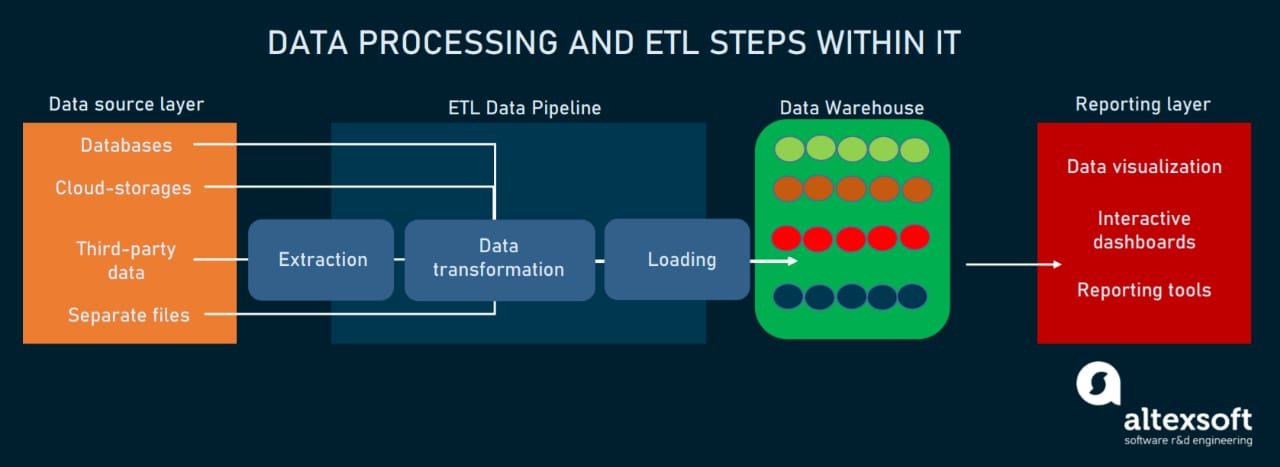 DATA PROCESSING AND ETL STEPS WITHIN IT
Data source layer
Databases
Cloud-storages
Third-party
data
Separate files
ETL Data Pipeline
Extraction
Data
transformation
Loading
Data Warehouse
Reporting layer
Data visualization
Interactive
dashboards
Reporting tools
altexsoft
software r&d engineering